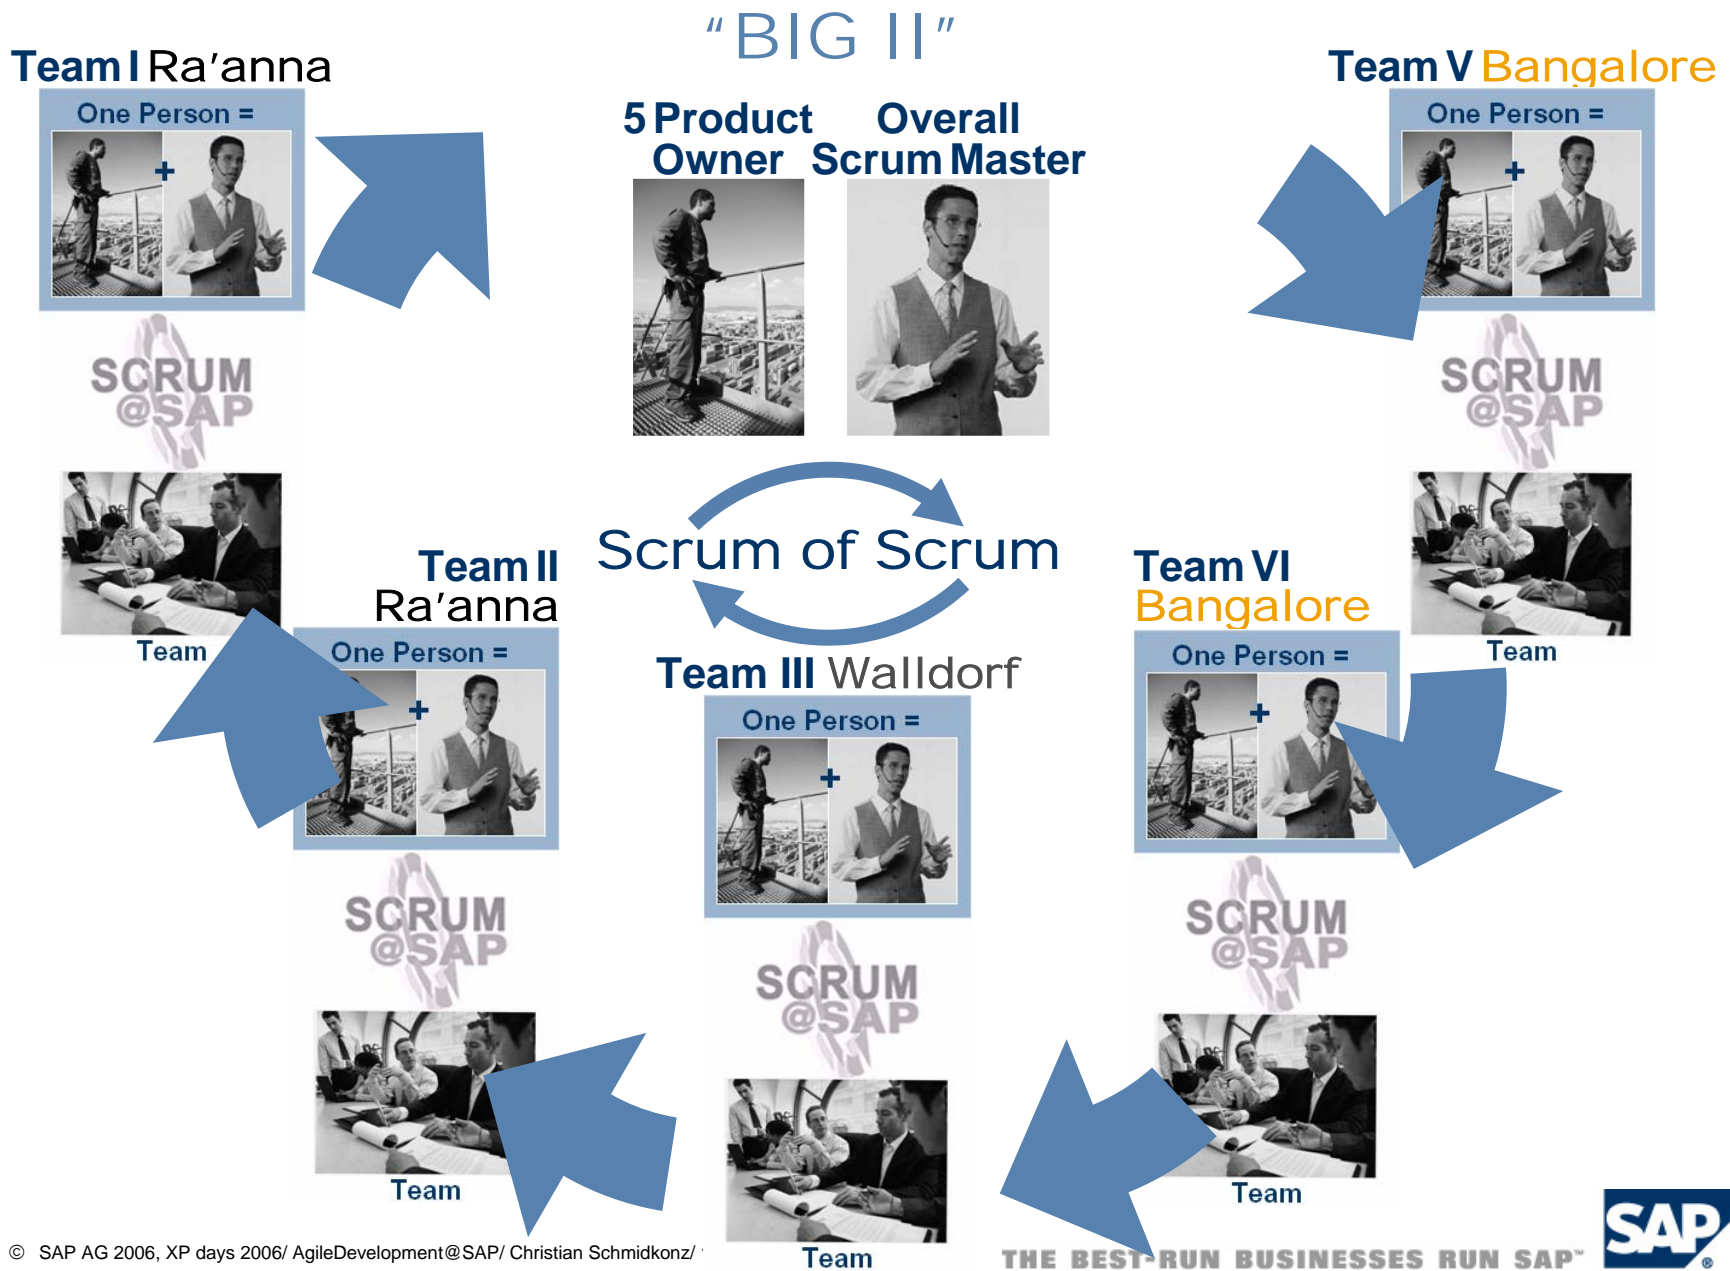 “BIG II”
Team I Ra’anna
One Person =
+
SCRUM
@SAP
Team
5 Product
Owner
Overall
Scrum Master
Team V Bangalore
One Person =
+
SCRUM
@SAP
Team
Scrum of Scrum
Team II
Ra’anna
One Person =
+
SCRUM
@SAP
Team
Team III Walldorf
One Person =
+
SCRUM
@SAP
Team
Team VI
Bangalore
One Person =
+
SCRUM
@SAP
Team
© SAP AG 2006, XP days 2006/ AgileDevelopment@SAP/ Christian Schmidkonz/
THE BEST-RUN BUSINESSES RUN SAP™
SAP®